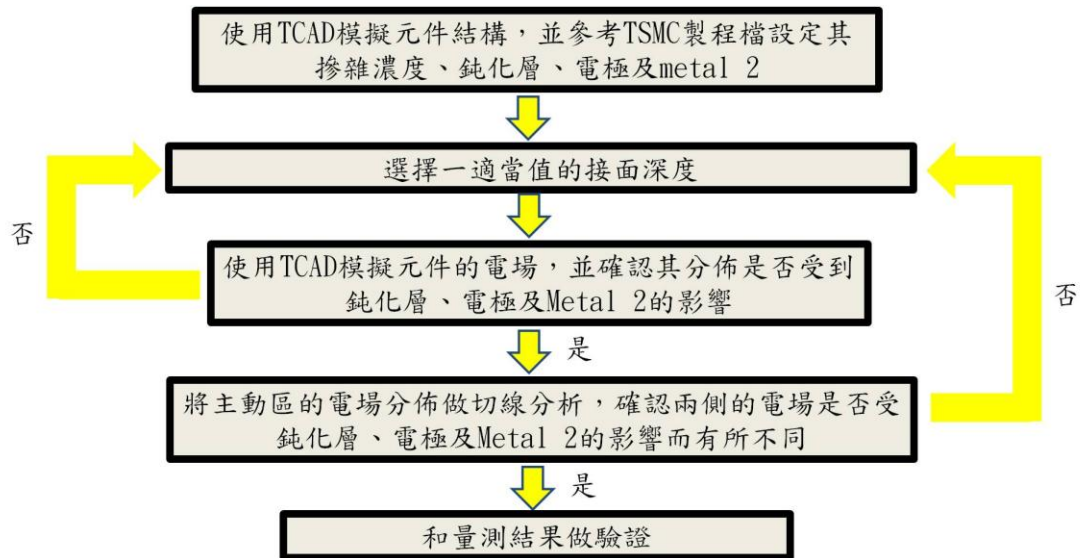 使用TCAD模擬元件結構，並參考TSMC製程檔設定其
摻雜濃度、鈍化層、電極及metal 2
選擇一適當值的接面深度
否
使用TCAD模擬元件的電場，並確認其分佈是否受到
鈍化層、電極及Metal 2的影響
否
是
將主動區的電場分佈做切線分析，確認兩側的電場是否受
鈍化層、電極及Metal 2的影響而有所不同
是
和量測結果做驗證